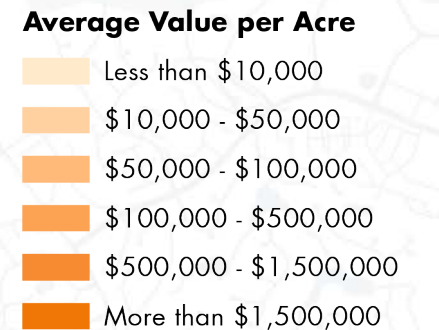 Average Value per Acre
Less than $10,000
$10,000 - $50,000
$50,000 - $100,000
$100,000 - $500,000
$500,000 - $1,500,000
More than $1,500,000